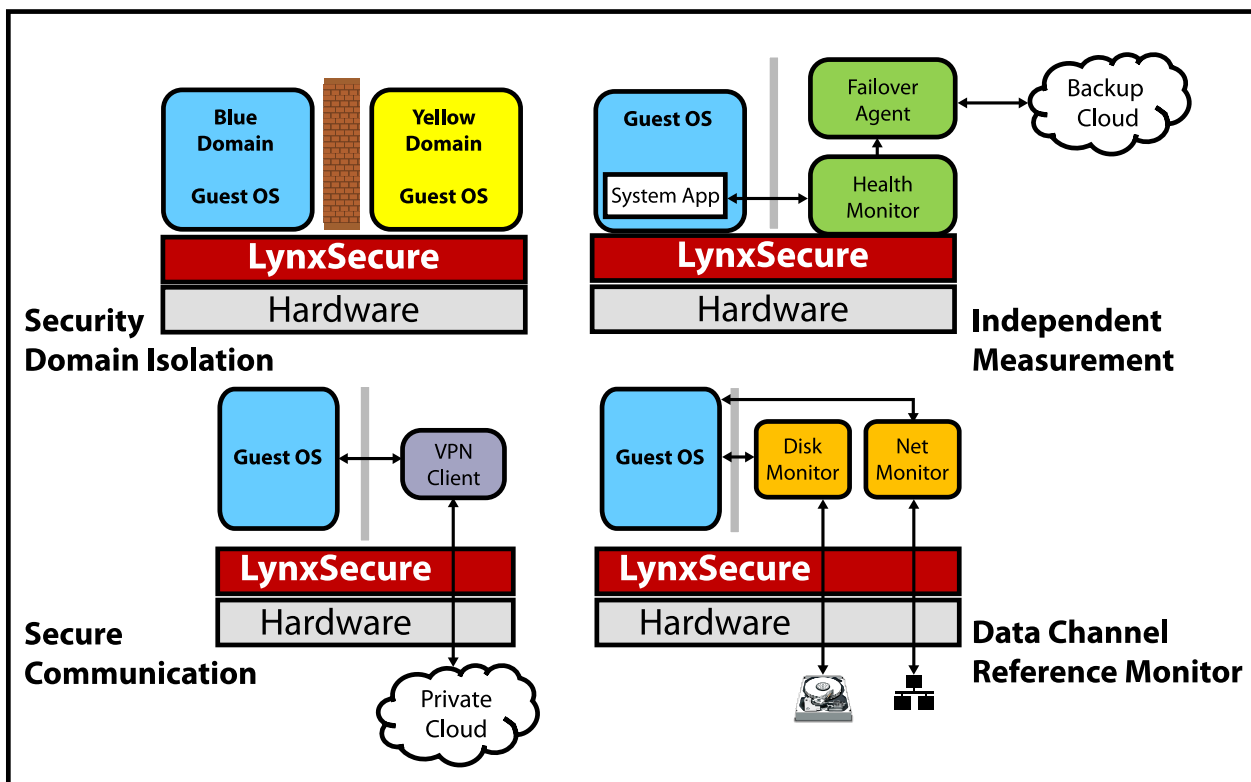 Blue
Domain
Guest OS
Yellow
Domain
Guest OS
LynxSecure
Hardware
Security
Domain Isolation
Guest OS
System App
Failover
Agent
Health
Monitor
Backup
Cloud
LynxSecure
Hardware
Independent
Measurement
Guest OS
VPN
Client
LynxSecure
Hardware
Secure
Communication
Private
Cloud
Guest OS
Disk
Monitor
Net
Monitor
LynxSecure
Hardware
Data Channel
Reference Monitor